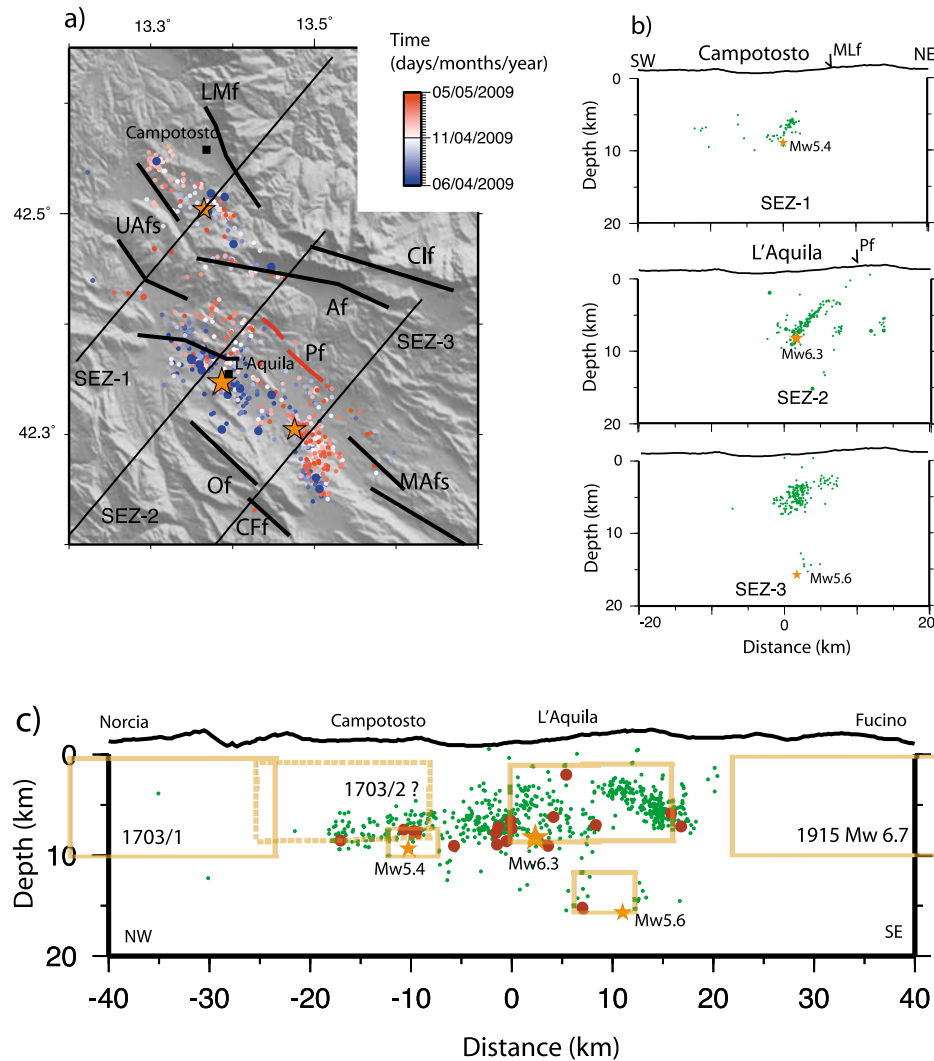 a)
13.3°
13.5°
42.5°
42.3°
Time
(days/months/year)
05/05/2009
11/04/2009
06/04/2009
LMf
Campotosto
UAfs
Clf
Af
SEZ-3
Pf
L'Aquila
SEZ-1
Of
MAfs
SEZ-2
CFf
b)
SW
Campotosto
MLf
NE
0
10
20
Depth (km)
Mw5.4
SEZ-1
L'Aquila
Pf
0
10
20
Depth (km)
Mw6.3
SEZ-2
0
5
10
15
20
Depth (km)
Mw5.6
SEZ-3
-20
0
20
Distance (km)
c)
Norcia
Campotosto
L'Aquila
Fucino
0
10
20
Depth (km)
1703/2 ?
1703/1
1915 Mw 6.7
Mw5.4
Mw6.3
Mw5.6
NW
SE
-40
-30
-20
-10
0
10
20
30
40
Distance (km)